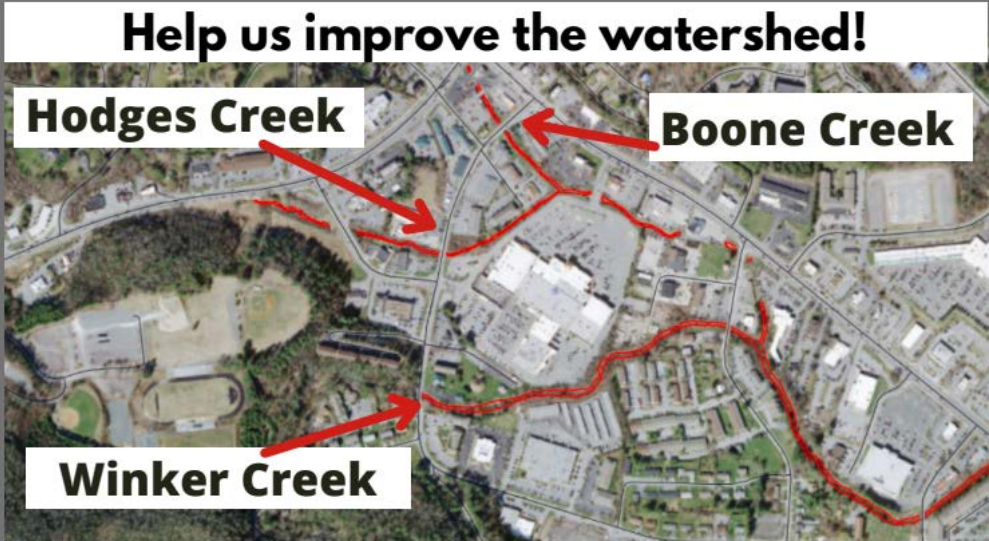 Help us improve the watershed!
Hodges Creek
Boone Creek
Winker Creek